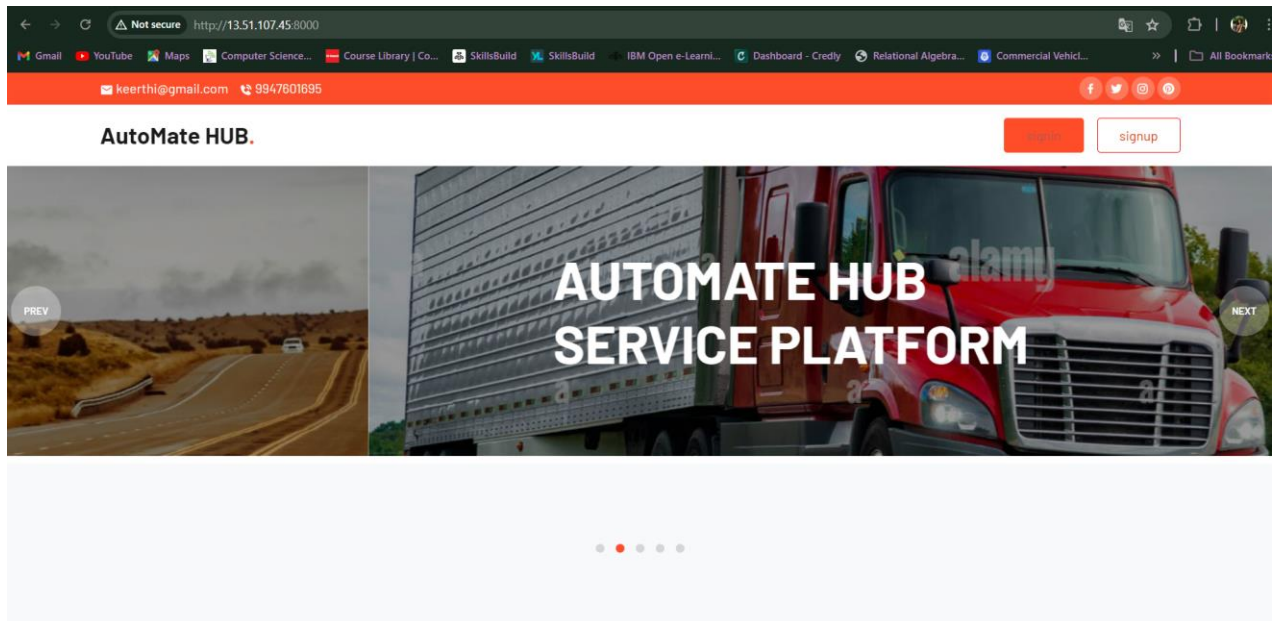 Not secure http://13.51.107.45:8000
Gmail YouTube Maps Computer Science... Course Library | Co... SkillsBuild SkillsBuild IBM Open e-Learni... Dashboard - Credly Relational Algebra... Commercial Vehicl... » All Bookmarks
keerthi@gmail.com 9947601695
AutoMate HUB.
signin signup
alamy
AUTOMATE HUB
SERVICE PLATFORM
PREV
NEXT
a
a
a